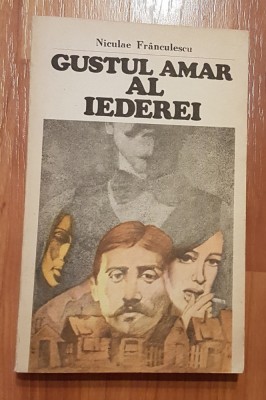 Niculae Frânculescu
GUSTUL AMAR
AL
IEDEREI